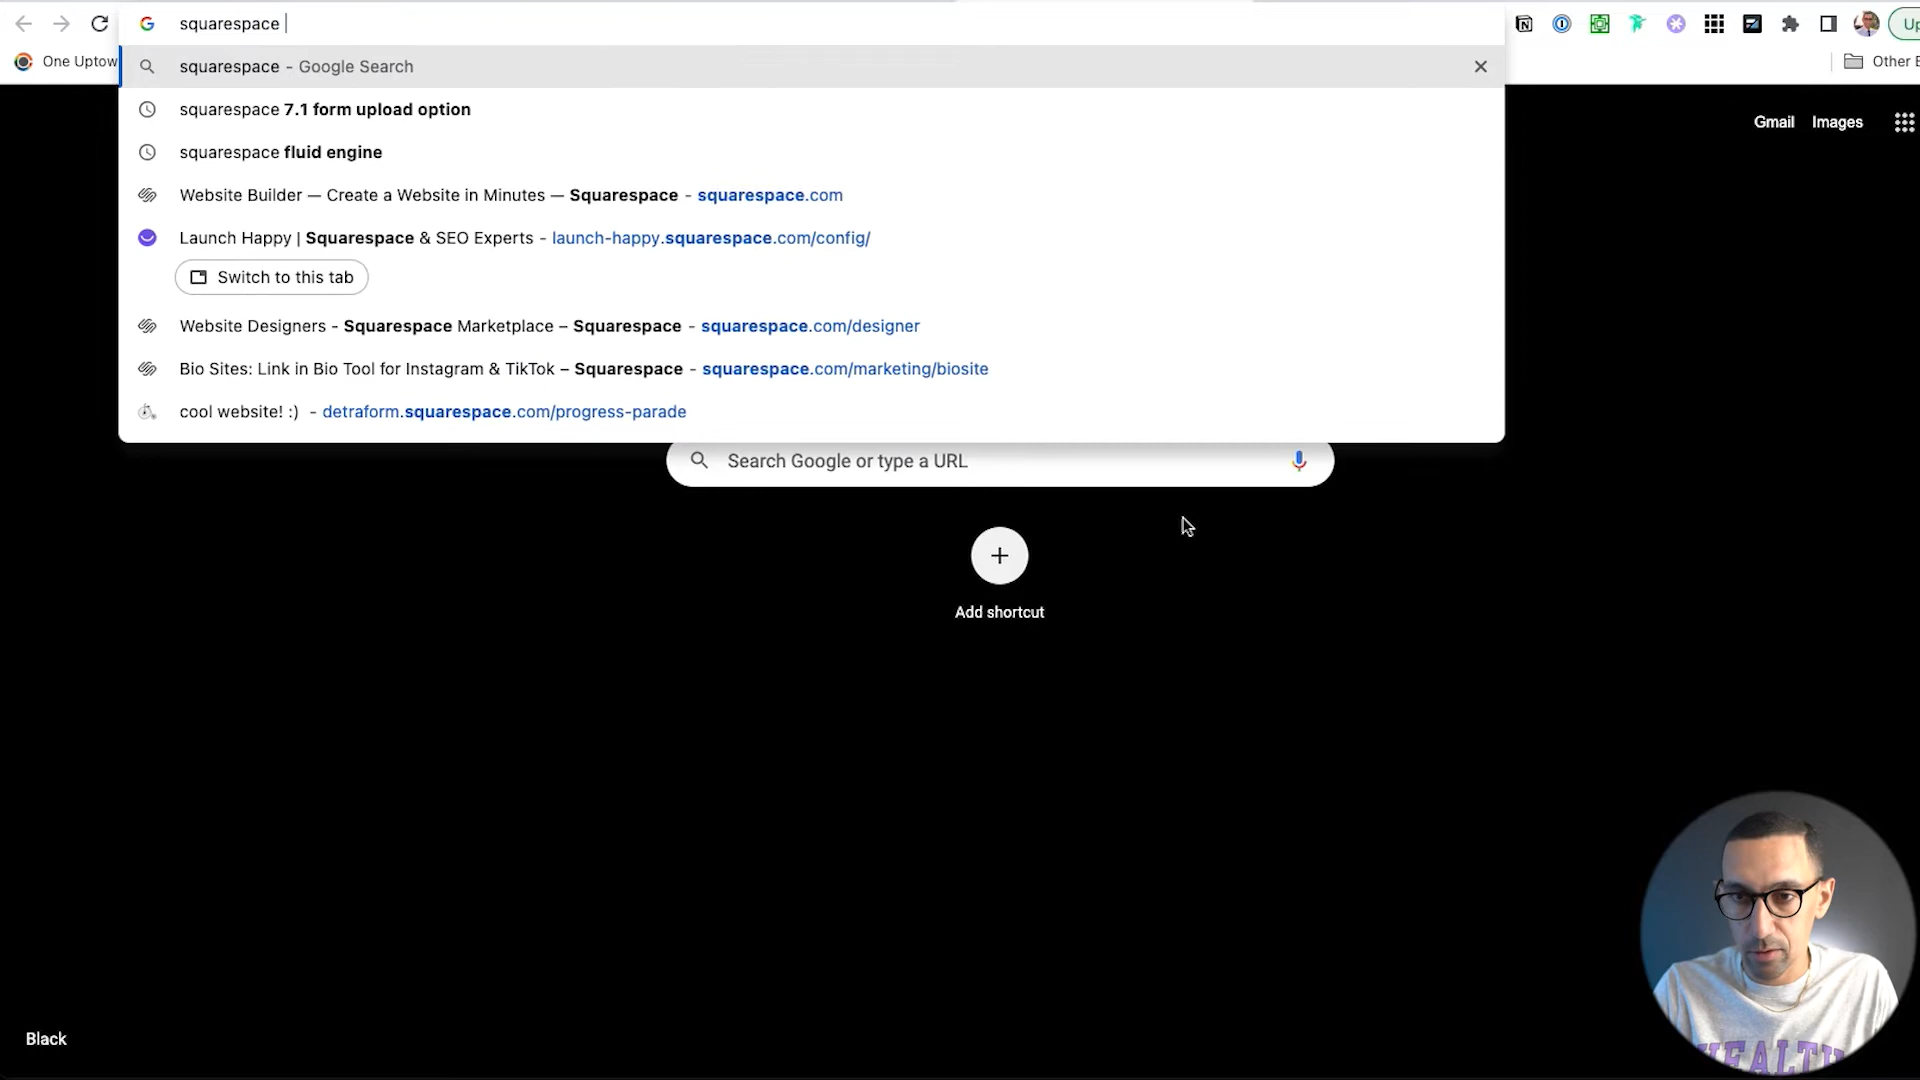 squarespace
One Uptow
Up
Other B
squarespace - Google Search
squarespace 7.1 form upload option
squarespace fluid engine
Website Builder — Create a Website in Minutes — Squarespace - squarespace.com
Launch Happy | Squarespace & SEO Experts - launch-happy.squarespace.com/config/
Switch to this tab
Website Designers - Squarespace Marketplace – Squarespace - squarespace.com/designer
Bio Sites: Link in Bio Tool for Instagram & TikTok – Squarespace - squarespace.com/marketing/biosite
cool website! :) - detraform.squarespace.com/progress-parade
Gmail Images
Search Google or type a URL
Add shortcut
Black
HEALTH